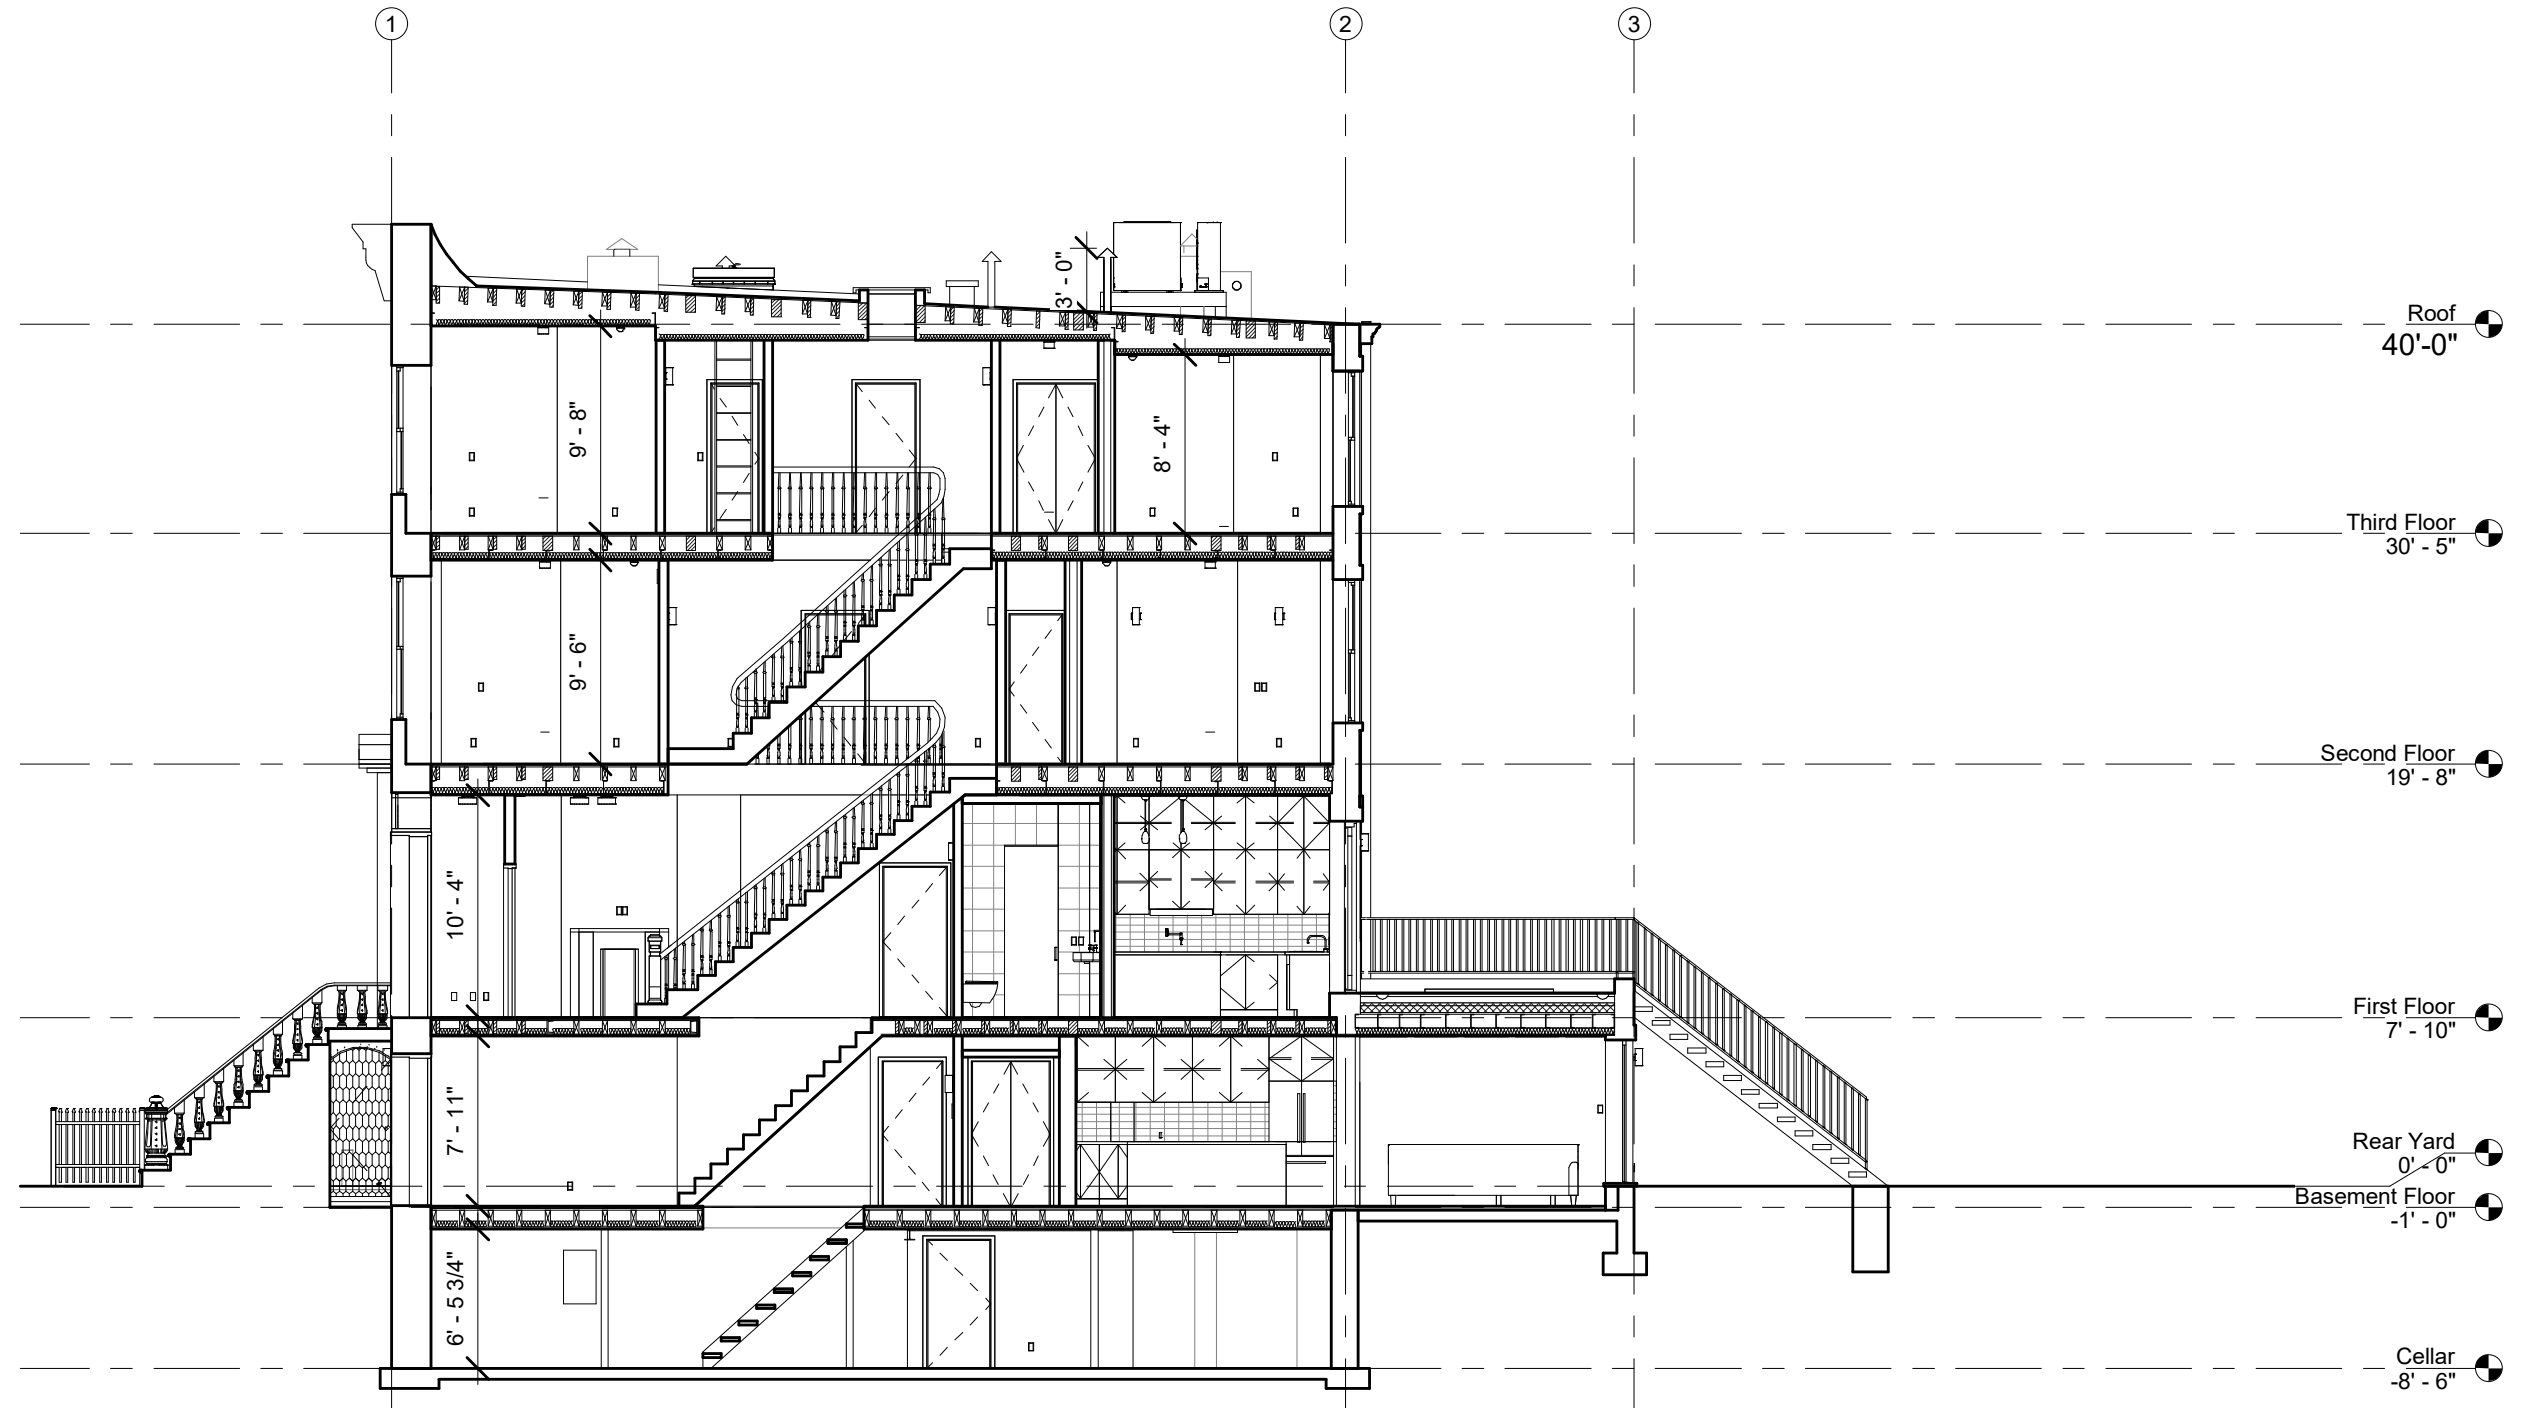 1
2
3
3' - 0"
Roof
40'-0"
9' - 8"
8' - 4"
Third Floor
30' - 5"
9' - 6"
Second Floor
19' - 8"
10' - 4"
First Floor
7' - 10"
7' - 11"
Rear Yard
0' - 0"
Basement Floor
-1' - 0"
6' - 5 3/4"
Cellar
-8' - 6"